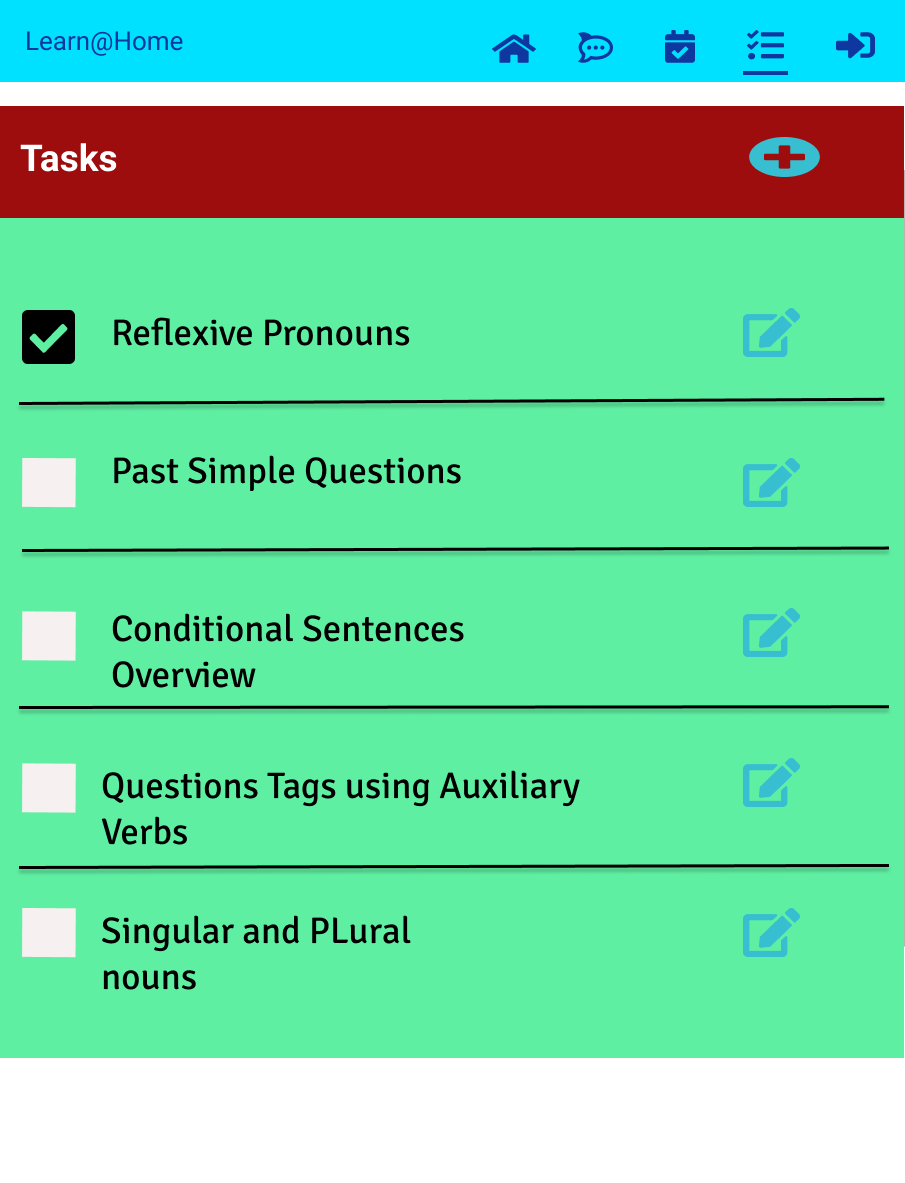 Learn@Home
Tasks
Reflexive Pronouns
Past Simple Questions
Conditional Sentences
Overview
Questions Tags using Auxiliary
Verbs
Singular and PLural
nouns